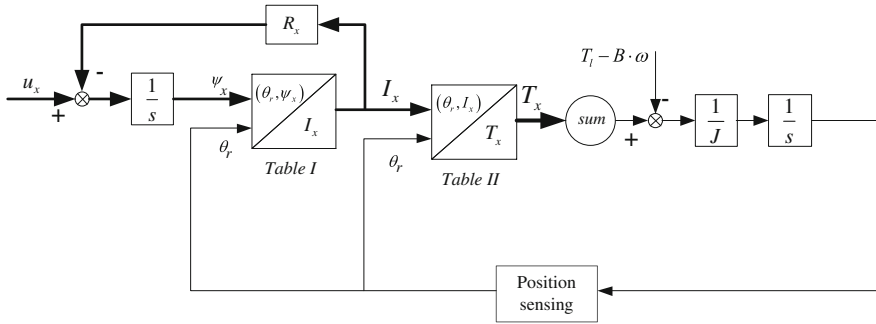 R_x
-
u_x
+
1/s
ψ_x
(θ_r, ψ_x)
I_x
θ_r
Table I
I_x
(θ_r, I_x)
T_x
θ_r
Table II
T_x
sum
T_l − B · ω
-
+
1/J
1/s
Position
sensing